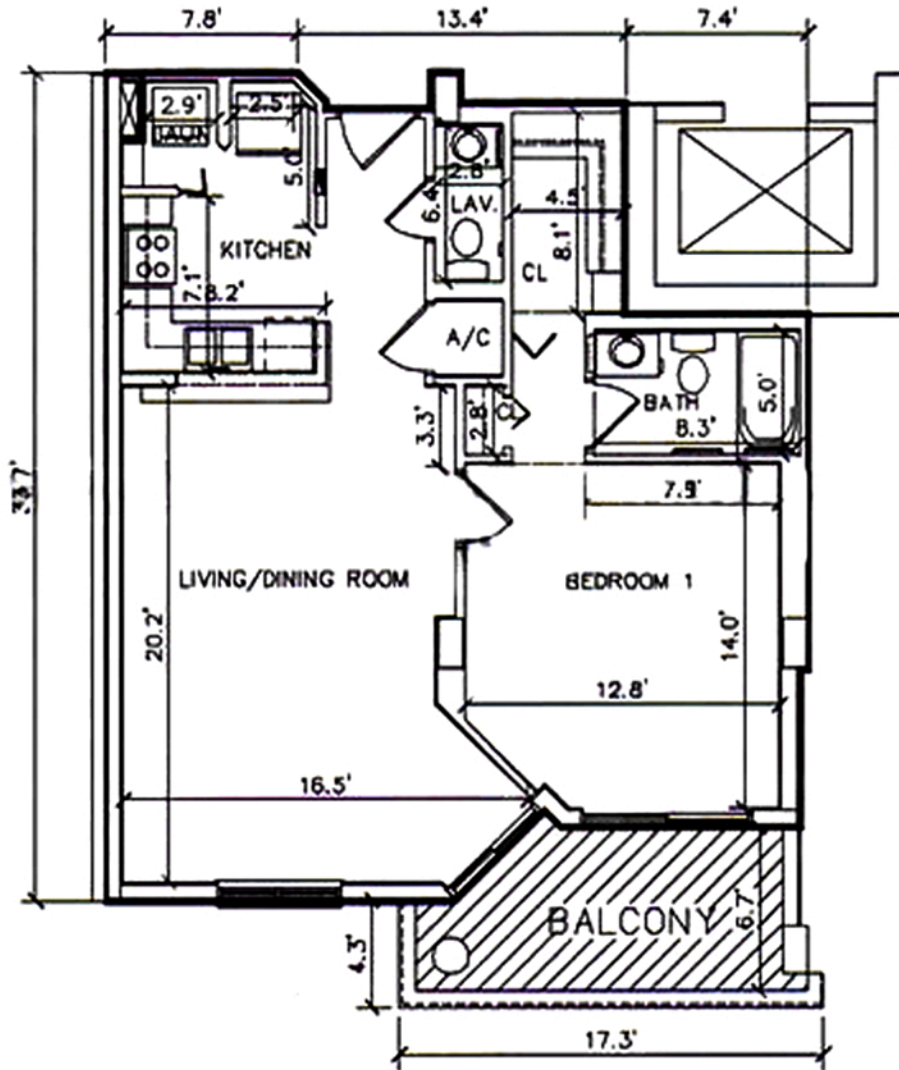 7.8'
13.4'
7.4'
2.9'
2.5'
LAUN
5.0'
2.8'
6.4'
LAV.
4.8'
8.1'
KITCHEN
CL
7.1'
8.2'
A/C
33.7'
3.3'
2.8'
CL
BATH
5.0'
8.3'
7.9'
LIVING/DINING ROOM
BEDROOM 1
20.2'
14.0'
12.8'
16.5'
BALCONY
6.7'
4.3'
17.3'